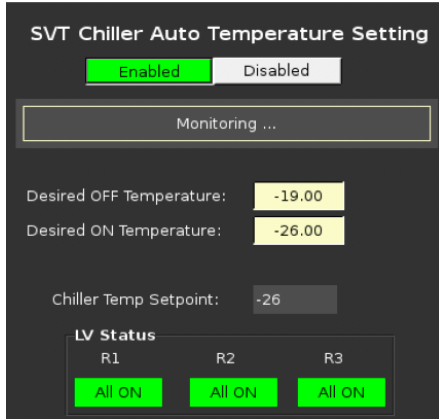 SVT Chiller Auto Temperature Setting
Enabled Disabled
Monitoring ...
Desired OFF Temperature: -19.00
Desired ON Temperature: -26.00
Chiller Temp Setpoint: -26
LV Status
R1 R2 R3
All ON All ON All ON